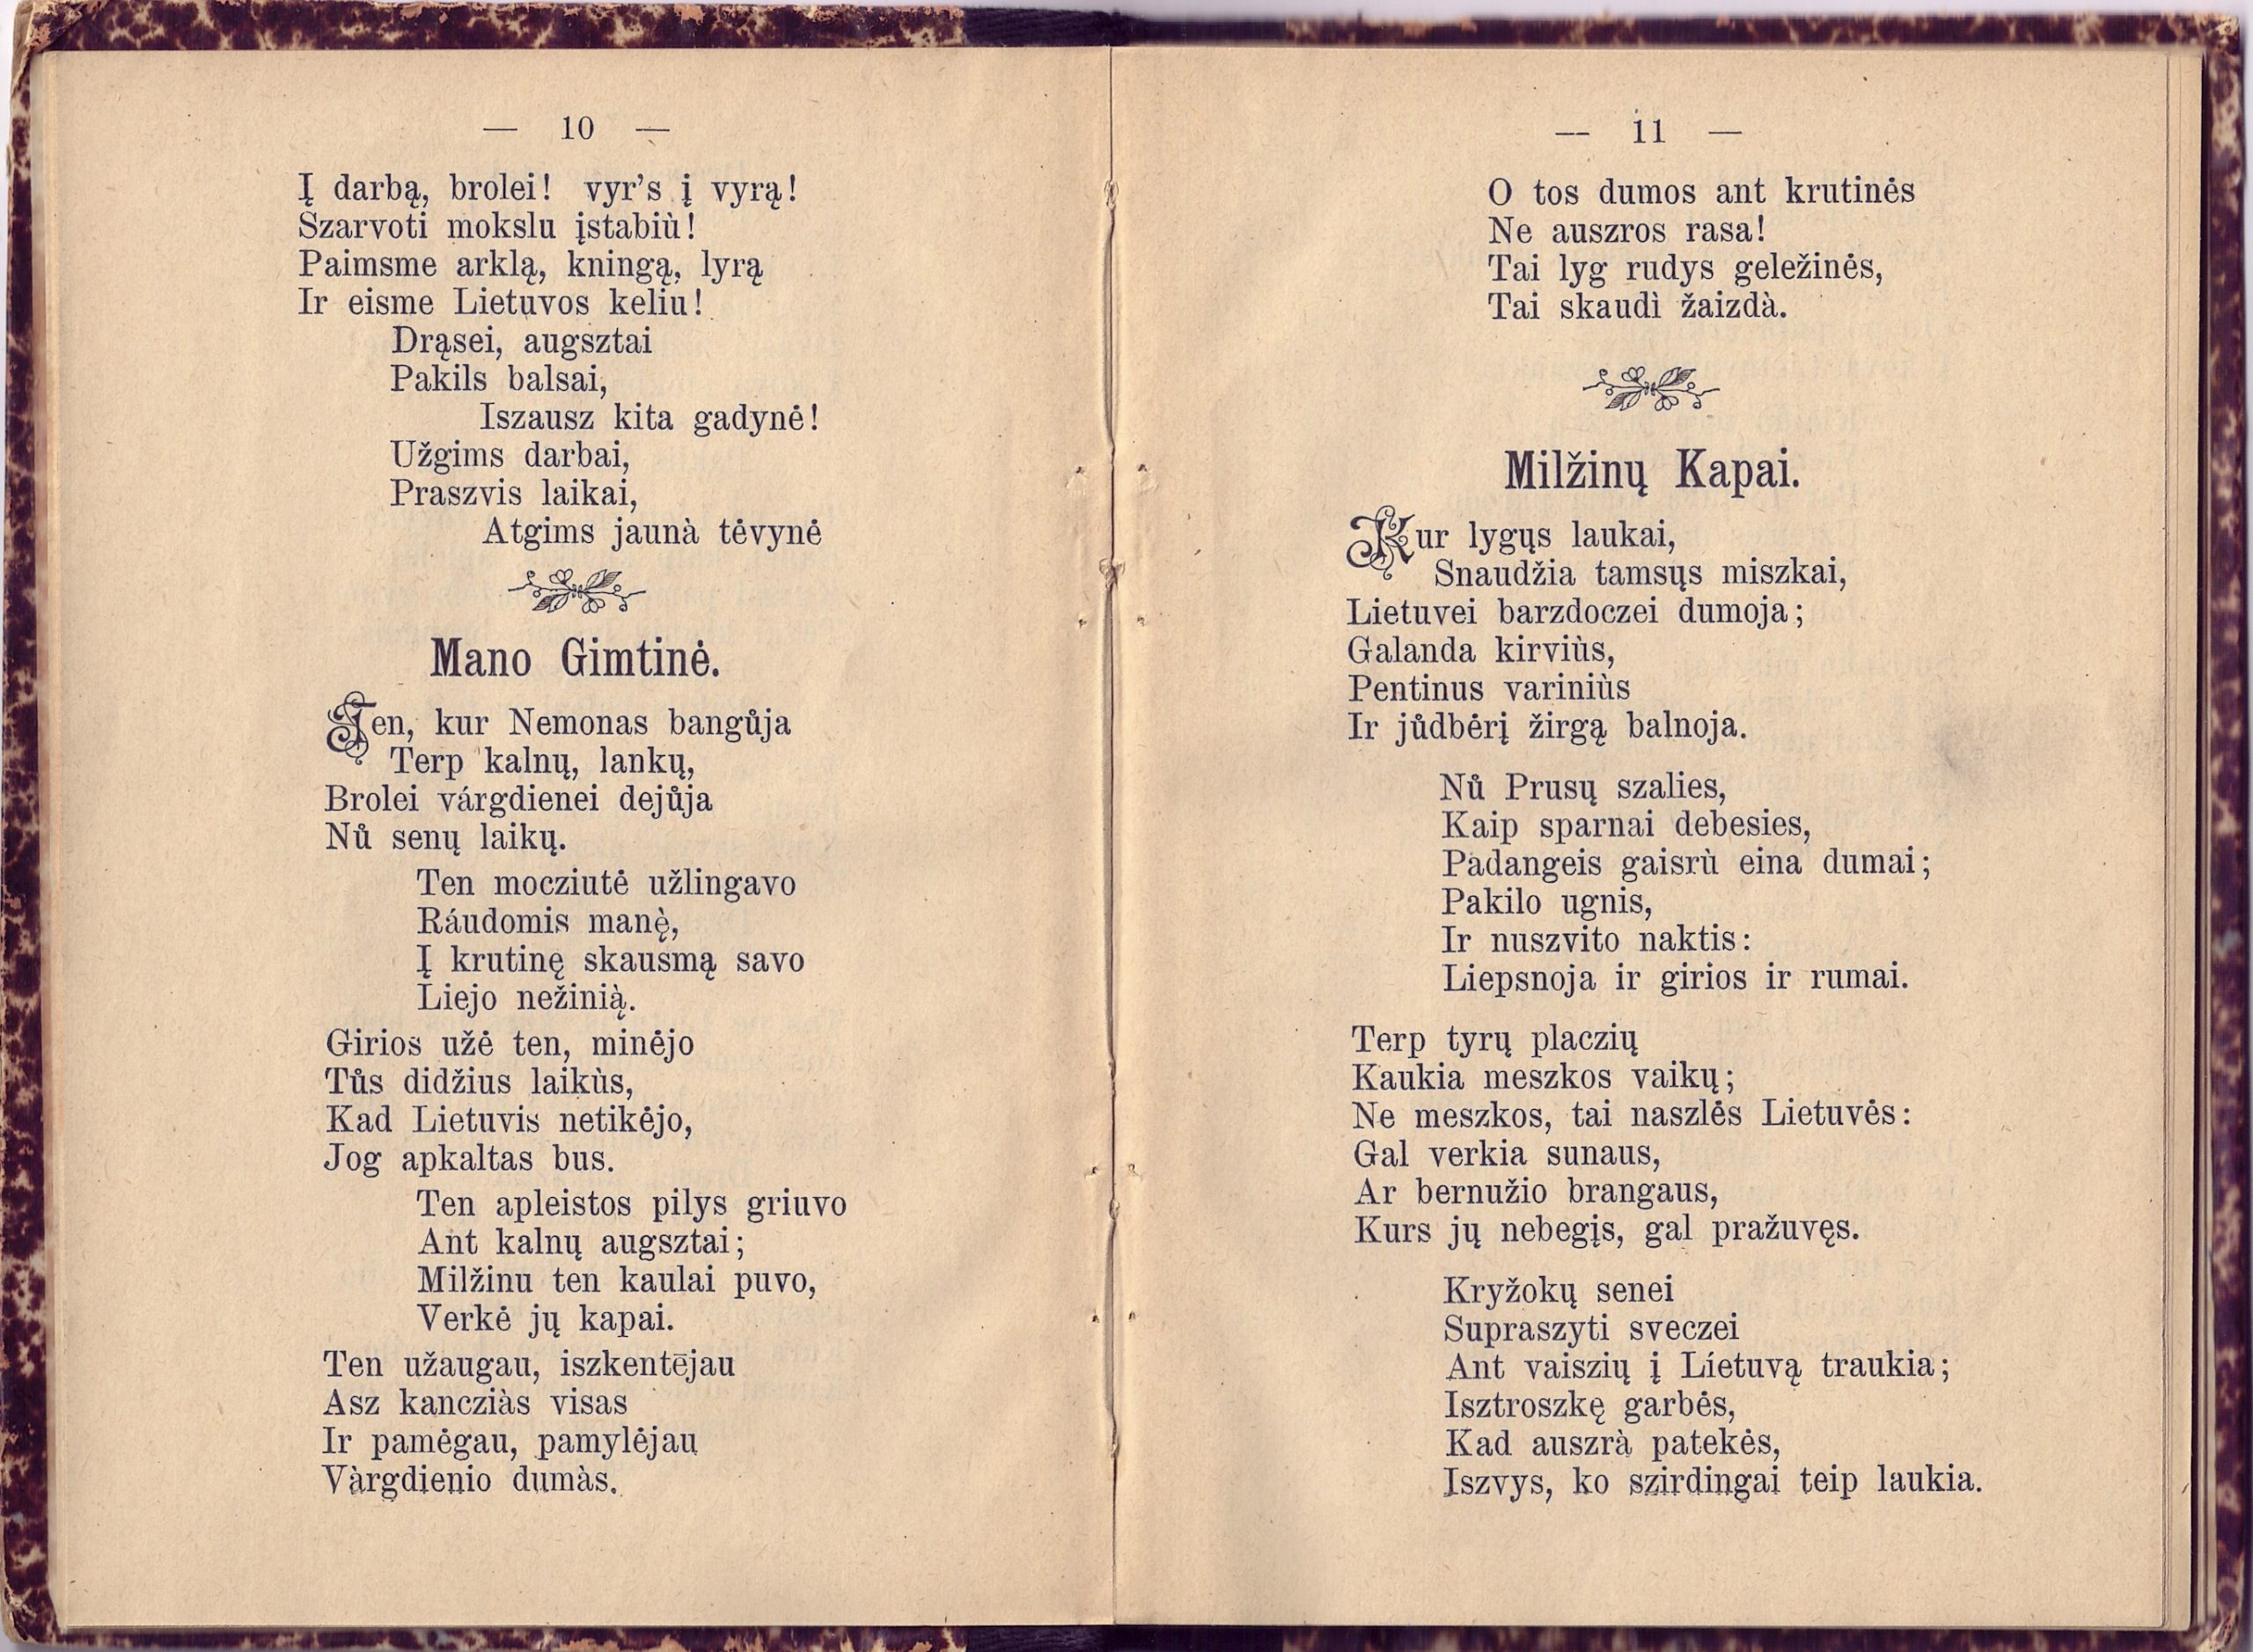 — 10 —
Į darbą, brolei! vyr’s į vyrą!
Szarvoti mokslu įstabiù!
Paimsme arklą, kningą, lyrą
Ir eisme Lietuvos keliu!
Drąsei, augsztai
Pakils balsai,
Iszausz kita gadynė!
Užgims darbai,
Praszvis laikai,
Atgims jaunà tėvynė
Mano Gimtinė.
Ten, kur Nemonas bangůja
Terp kalnų, lankų,
Brolei várgdienei dejůja
Nů senų laikų.
Ten mocziutė užlingavo
Ráudomis manę̀,
Į krutinę skausmą savo
Liejo nežinią̀.
Girios užė ten, minėjo
Tůs didžius laikùs,
Kad Lietuvis netikėjo,
Jog apkaltas bus.
Ten apleistos pilys griuvo
Ant kalnų augsztai;
Milžinu ten kaulai puvo,
Verkė jų kapai.
Ten užaugau, iszkentējau
Asz kancziàs visas
Ir pamėgau, pamylėjau
Vàrgdienio dumàs.
— 11 —
O tos dumos ant krutinės
Ne auszros rasa!
Tai lyg rudys geležinės,
Tai skaudì žaizdà.
Milžinų Kapai.
Kur lygųs laukai,
Snaudžia tamsųs miszkai,
Lietuvei barzdoczei dumoja;
Galanda kirviùs,
Pentinus variniùs
Ir jůdbėrį žirgą balnoja.
Nů Prusų szalies,
Kaip sparnai debesies,
Padangeis gaisrù eina dumai;
Pakilo ugnis,
Ir nuszvito naktis:
Liepsnoja ir girios ir rumai.
Terp tyrų placzių
Kaukia meszkos vaikų;
Ne meszkos, tai naszlės Lietuvės:
Gal verkia sunaus,
Ar bernužio brangaus,
Kurs jų nebegįs, gal pražuvęs.
Kryžokų senei
Supraszyti sveczei
Ant vaiszių į Líetuvą traukia;
Isztroszkę garbės,
Kad auszrà patekės,
Iszvys, ko szirdingai teip laukia.